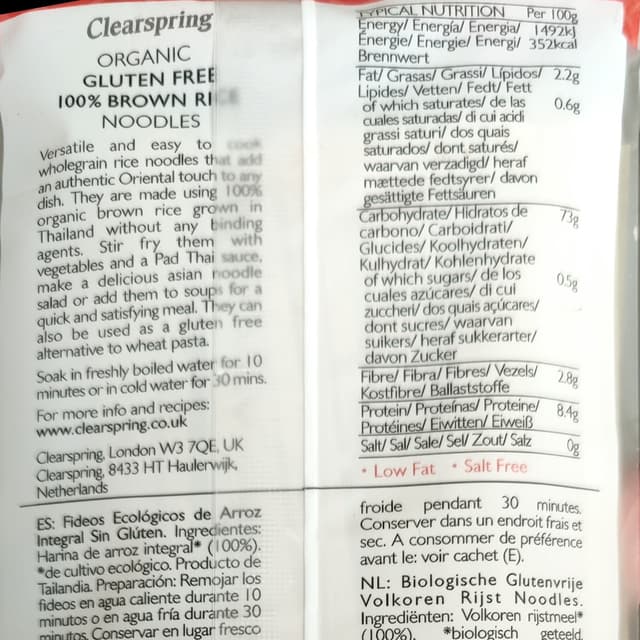 Clearspring
ORGANIC
GLUTEN FREE
100% BROWN RICE
NOODLES
Versatile and easy to cook
wholegrain rice noodles that add
an authentic Oriental touch to any
dish. They are made using 100%
organic brown rice grown in
Thailand without any binding
agents. Stir fry them with
vegetables and a Pad Thai sauce,
make a delicious asian noodle
salad or add them to soups for a
quick and satisfying meal. They can
also be used as a gluten free
alternative to wheat pasta.
Soak in freshly boiled water for 10
minutes or in cold water for 30 mins.
For more info and recipes:
www.clearspring.co.uk
Clearspring, London W3 7QE, UK
Clearspring, 8433 HT Haulerwijk,
Netherlands
ES: Fideos Ecológicos de Arroz
Integral Sin Glúten. Ingredientes:
Harina de arroz integral* (100%).
*de cultivo ecológico. Producto de
Tailandia. Preparación: Remojar los
fideos en agua caliente durante 10
minutos o en agua fría durante 30
minutos. Conservar en lugar fresco
TYPICAL NUTRITION Per 100g
Energy/ Energía/ Energia/ 1492kJ
Energie/ Energie/ Energi/ 352kcal
Brennwert
Fat/ Grasas/ Grassi/ Lípidos/ 2.2g
Lipides/ Vetten/ Fedt/ Fett
of which saturates/ de las 0.6g
cuales saturadas/ di cui acidi
grassi saturi/ dos quais
saturados/ dont saturés/
waarvan verzadigd/ heraf
mættede fedtsyrer/ davon
gesättigte Fettsäuren
Carbohydrate/ Hidratos de 73g
carbono/ Carboidrati/
Glucides/ Koolhydraten/
Kulhydrat/ Kohlenhydrate
of which sugars/ de los 0.5g
cuales azúcares/ di cui
zuccheri/ dos quais açúcares/
dont sucres/ waarvan
suikers/ heraf sukkerarter/
davon Zucker
Fibre/ Fibra/ Fibres/ Vezels/ 2.8g
Kostfibre/ Ballaststoffe
Protein/ Proteínas/ Proteine/ 8.4g
Protéines/ Eiwitten/ Eiweiß
Salt/ Sal/ Sale/ Sel/ Zout/ Salz 0g
* Low Fat * Salt Free
froide pendant 30 minutes.
Conserver dans un endroit frais et
sec. A consommer de préférence
avant le: voir cachet (E).
NL: Biologische Glutenvrije
Volkoren Rijst Noodles.
Ingrediënten: Volkoren rijstmeel*
(100%). *biologisch geteeld.